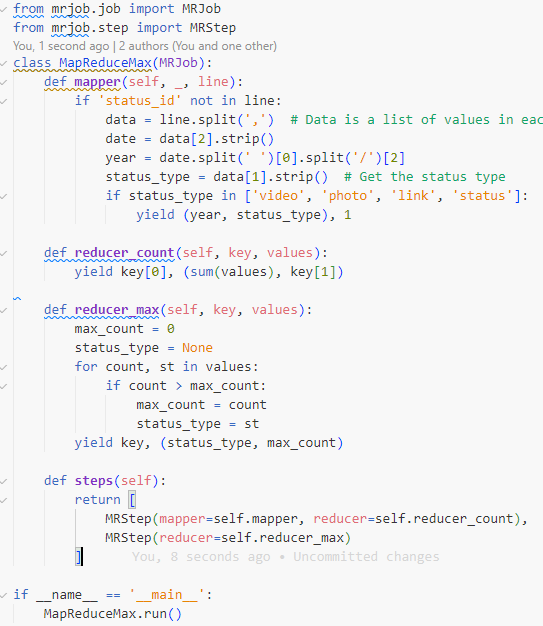 from mrjob.job import MRJob
from mrjob.step import MRStep
You, 1 second ago | 2 authors (You and one other)
class MapReduceMax(MRJob):
    def mapper(self, _, line):
        if 'status_id' not in line:
            data = line.split(',')  # Data is a list of values in eac
            date = data[2].strip()
            year = date.split(' ')[0].split('/')[2]
            status_type = data[1].strip()  # Get the status type
            if status_type in ['video', 'photo', 'link', 'status']:
                yield (year, status_type), 1

    def reducer_count(self, key, values):
        yield key[0], (sum(values), key[1])

    def reducer_max(self, key, values):
        max_count = 0
        status_type = None
        for count, st in values:
            if count > max_count:
                max_count = count
                status_type = st
        yield key, (status_type, max_count)

    def steps(self):
        return [
            MRStep(mapper=self.mapper, reducer=self.reducer_count),
            MRStep(reducer=self.reducer_max)
        ]      You, 8 seconds ago • Uncommitted changes

if __name__ == '__main__':
    MapReduceMax.run()